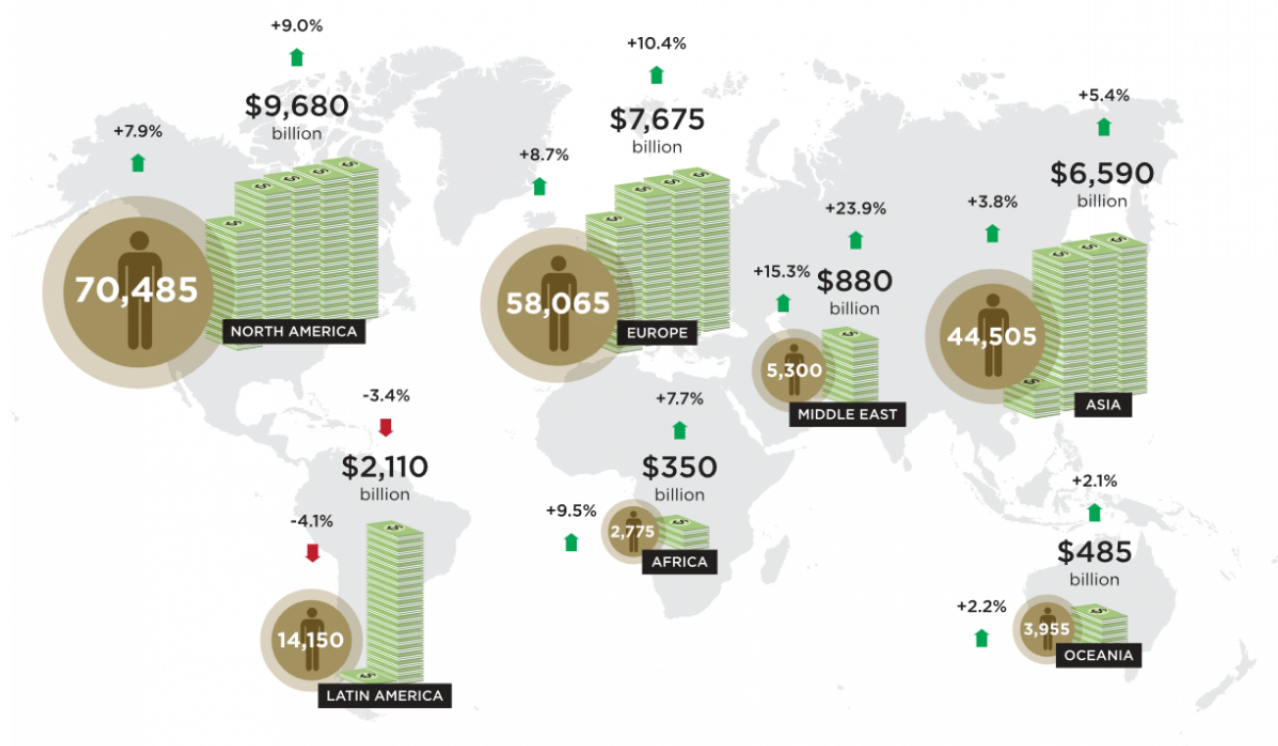 +9.0%
$9,680
billion
+7.9%
70,485
NORTH AMERICA
+10.4%
$7,675
billion
+8.7%
58,065
EUROPE
+23.9%
$880
billion
+15.3%
5,300
MIDDLE EAST
+5.4%
$6,590
billion
+3.8%
44,505
ASIA
-3.4%
$2,110
billion
-4.1%
14,150
LATIN AMERICA
+7.7%
$350
billion
+9.5%
2,775
AFRICA
+2.1%
$485
billion
+2.2%
3,955
OCEANIA